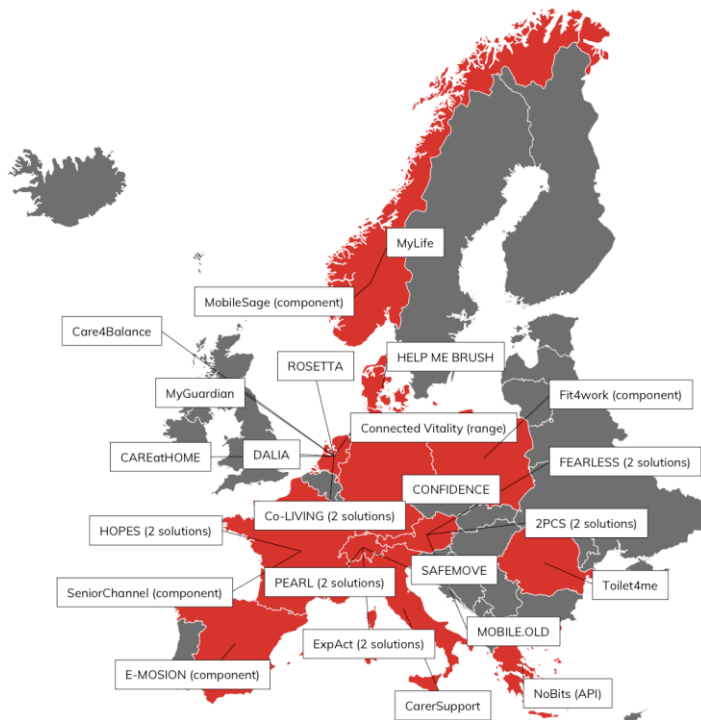 MyLife
MobileSage (component)
Care4Balance
ROSETTA
HELP ME BRUSH
MyGuardian
Fit4work (component)
Connected Vitality (range)
CAREatHOME
DALIA
FEARLESS (2 solutions)
CONFIDENCE
Co-LIVING (2 solutions)
2PCS (2 solutions)
HOPES (2 solutions)
SAFEMOVE
PEARL (2 solutions)
Toilet4me
SeniorChannel (component)
MOBILE.OLD
ExpAct (2 solutions)
E-MOSION (component)
NoBits (API)
CarerSupport